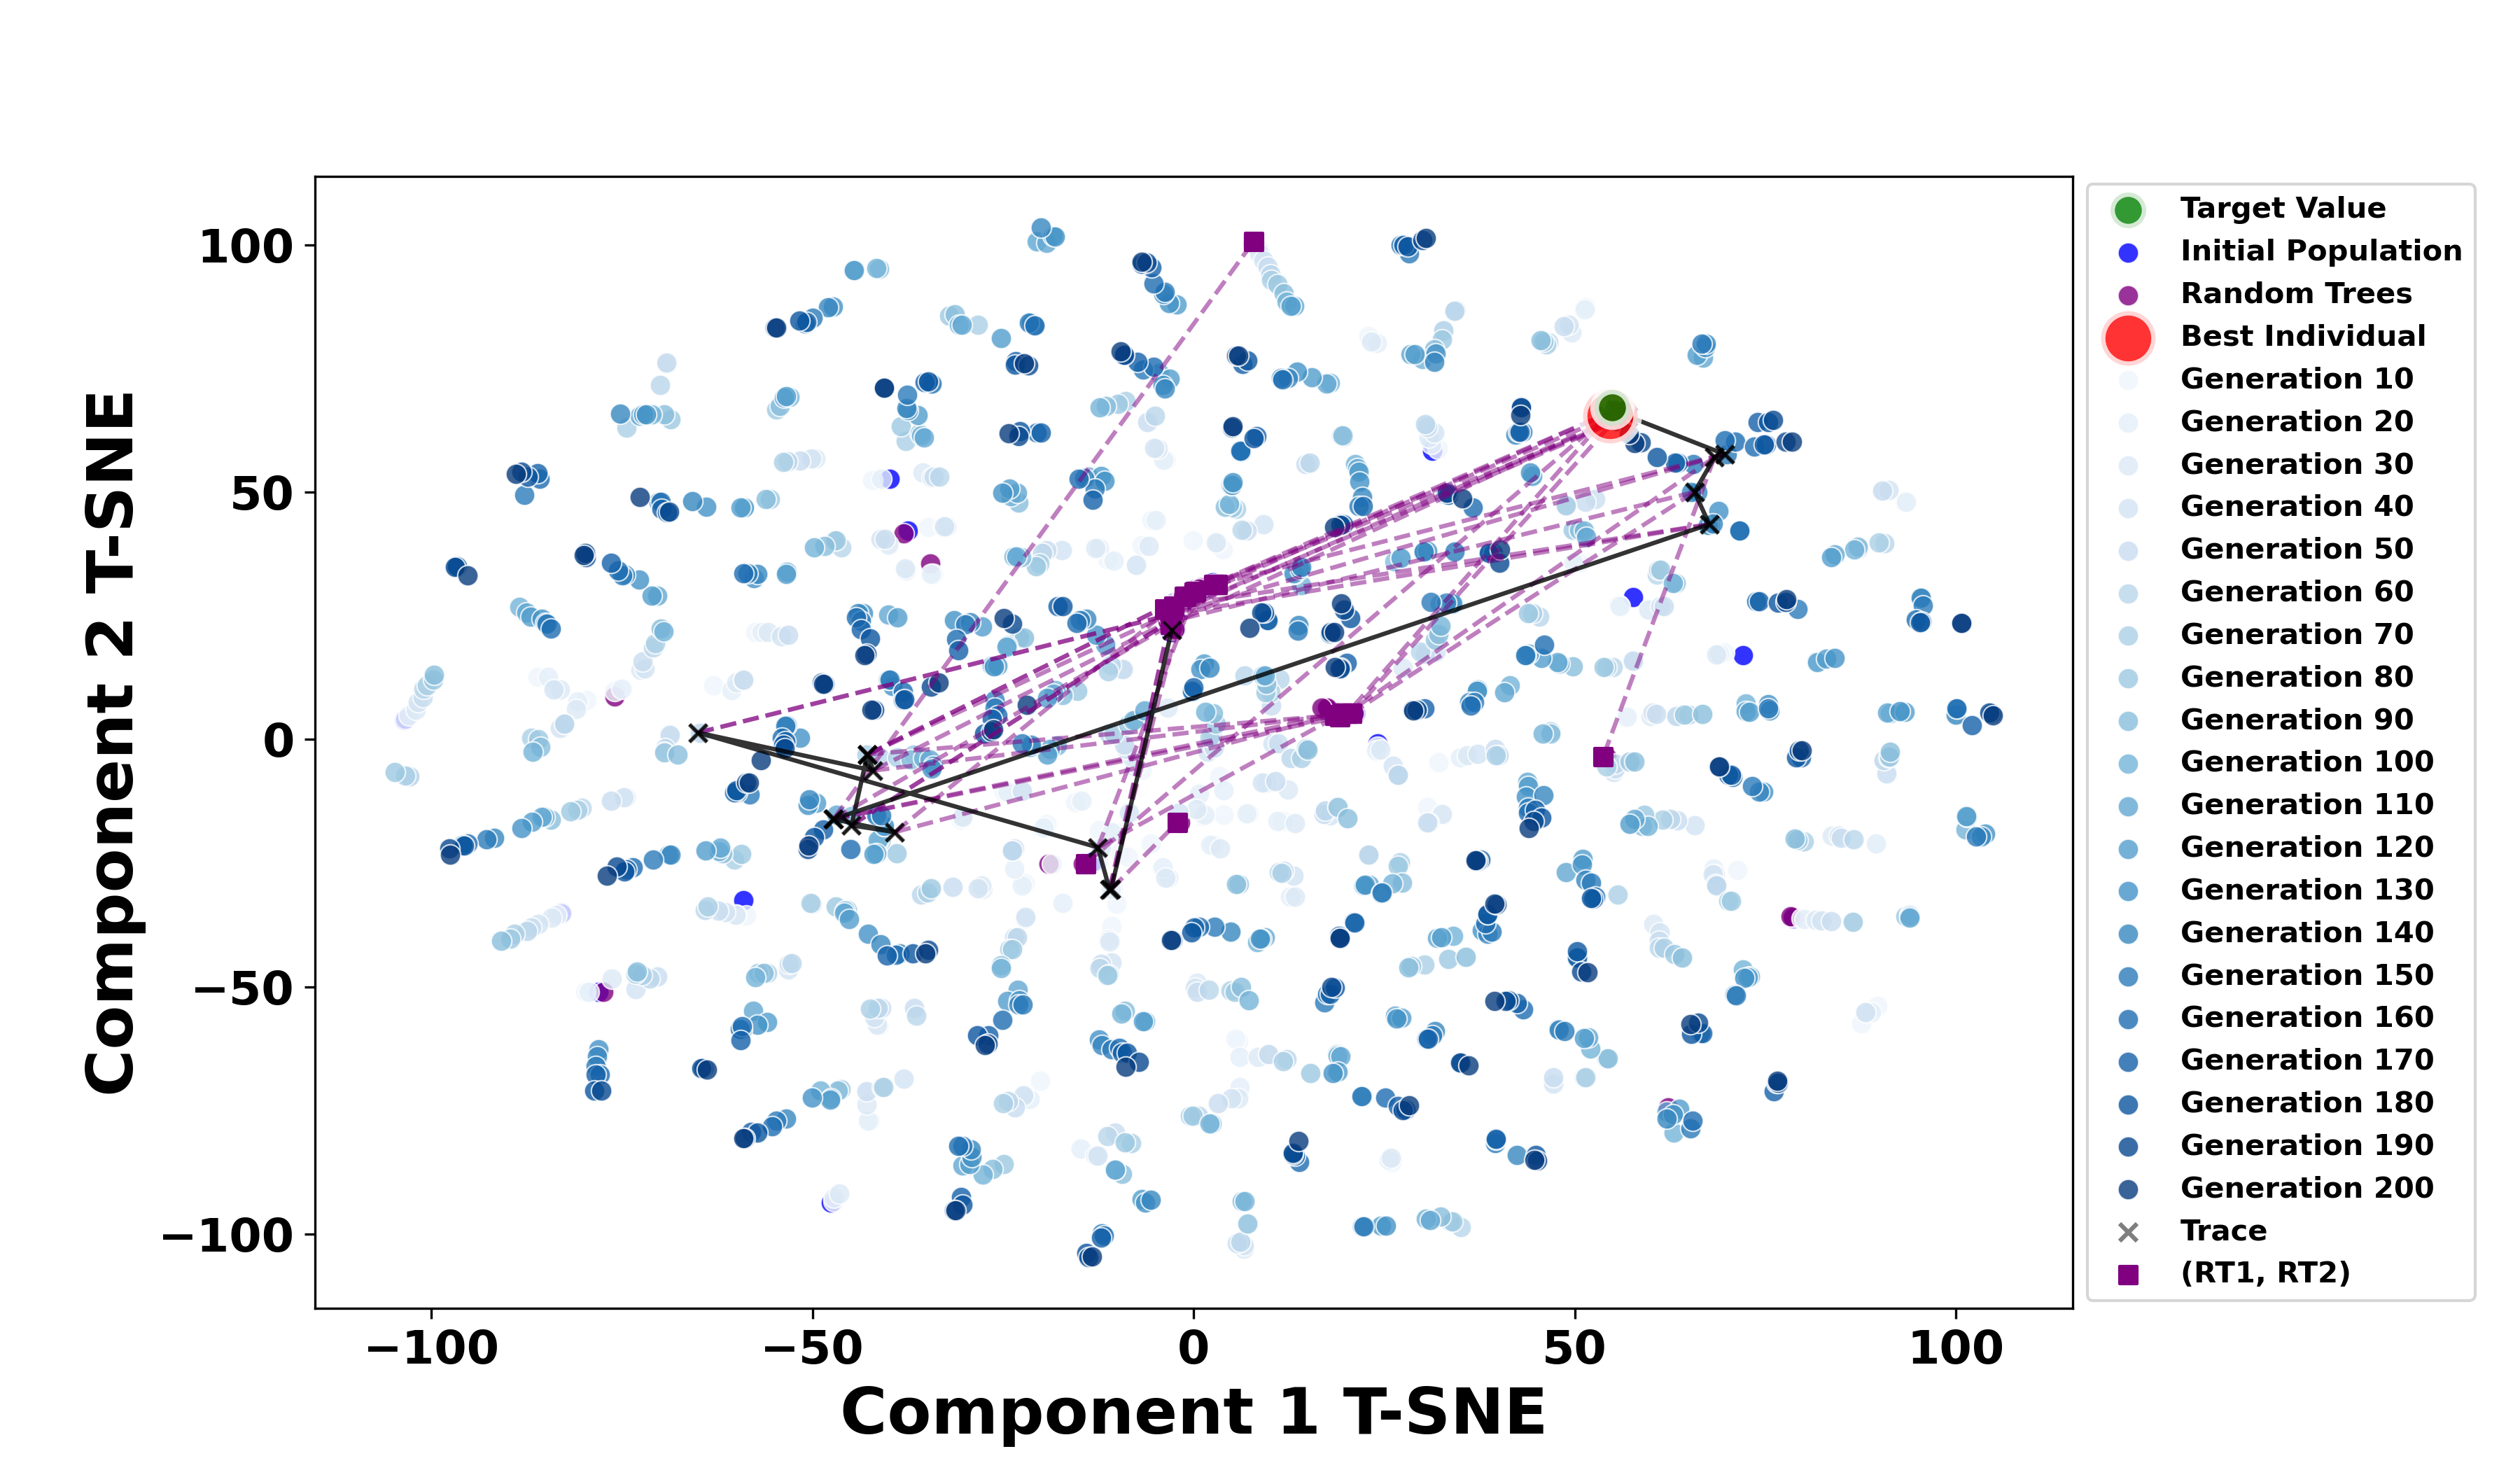 Component 2 T-SNE
100
50
0
−50
−100
−100
−50
0
50
100
Component 1 T-SNE
Target Value
Initial Population
Random Trees
Best Individual
Generation 10
Generation 20
Generation 30
Generation 40
Generation 50
Generation 60
Generation 70
Generation 80
Generation 90
Generation 100
Generation 110
Generation 120
Generation 130
Generation 140
Generation 150
Generation 160
Generation 170
Generation 180
Generation 190
Generation 200
Trace
(RT1, RT2)